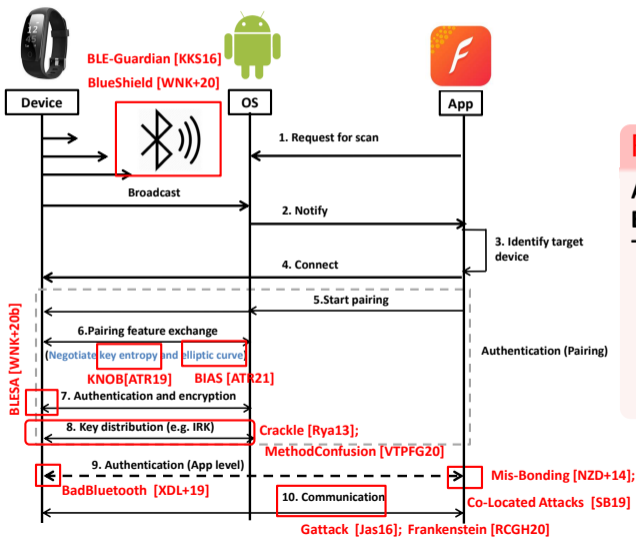 BLE-Guardian [KKS16]
BlueShield [WNK+20]
Device
OS
App
1. Request for scan
Broadcast
2. Notify
3. Identify target
device
4. Connect
5.Start pairing
6.Pairing feature exchange
(Negotiate key entropy and elliptic curve)
KNOB[ATR19]
BIAS [ATR21]
Authentication (Pairing)
BLESA [WNK+20b]
7. Authentication and encryption
8. Key distribution (e.g. IRK)
Crackle [Rya13];
MethodConfusion [VTPFG20]
9. Authentication (App level)
Mis-Bonding [NZD+14];
BadBluetooth [XDL+19]
10. Communication
Co-Located Attacks [SB19]
Gattack [Jas16]; Frankenstein [RCGH20]